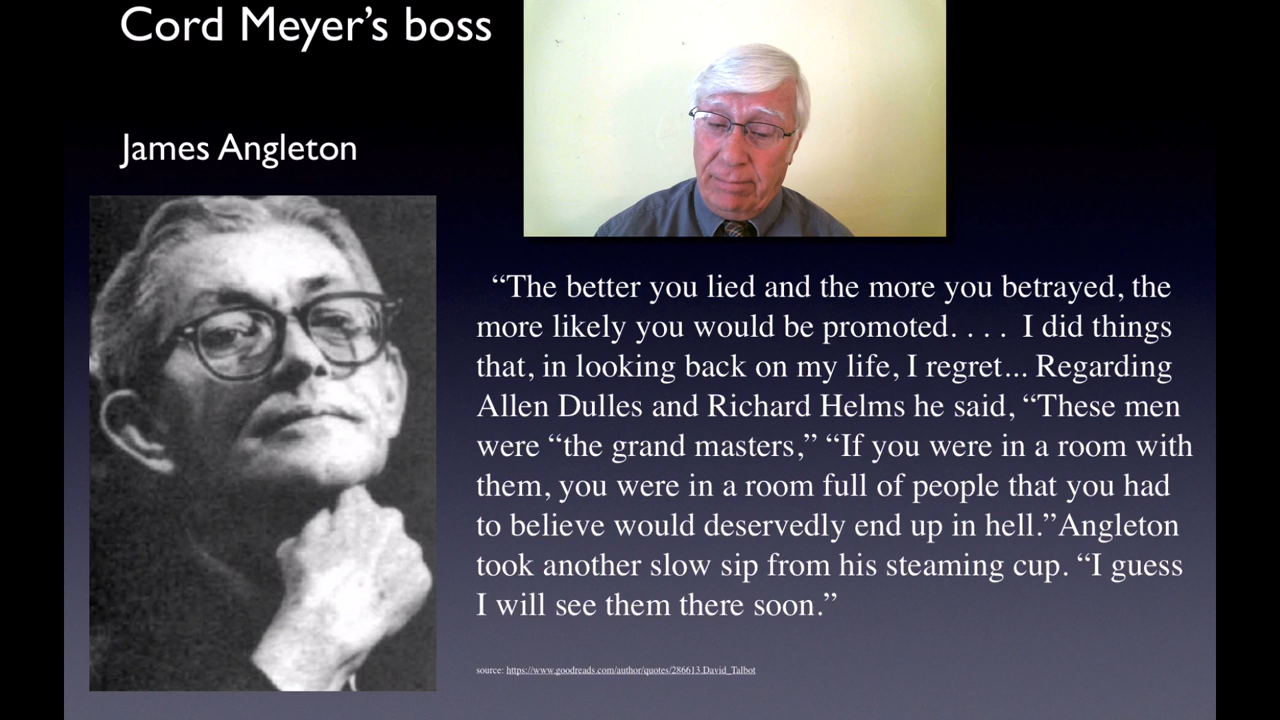 Cord Meyer’s boss
James Angleton
“The better you lied and the more you betrayed, the
more likely you would be promoted. . . . I did things
that, in looking back on my life, I regret... Regarding
Allen Dulles and Richard Helms he said, “These men
were “the grand masters,” “If you were in a room with
them, you were in a room full of people that you had
to believe would deservedly end up in hell.”Angleton
took another slow sip from his steaming cup. “I guess
I will see them there soon.”
source: https://www.goodreads.com/author/quotes/286613.David_Talbot